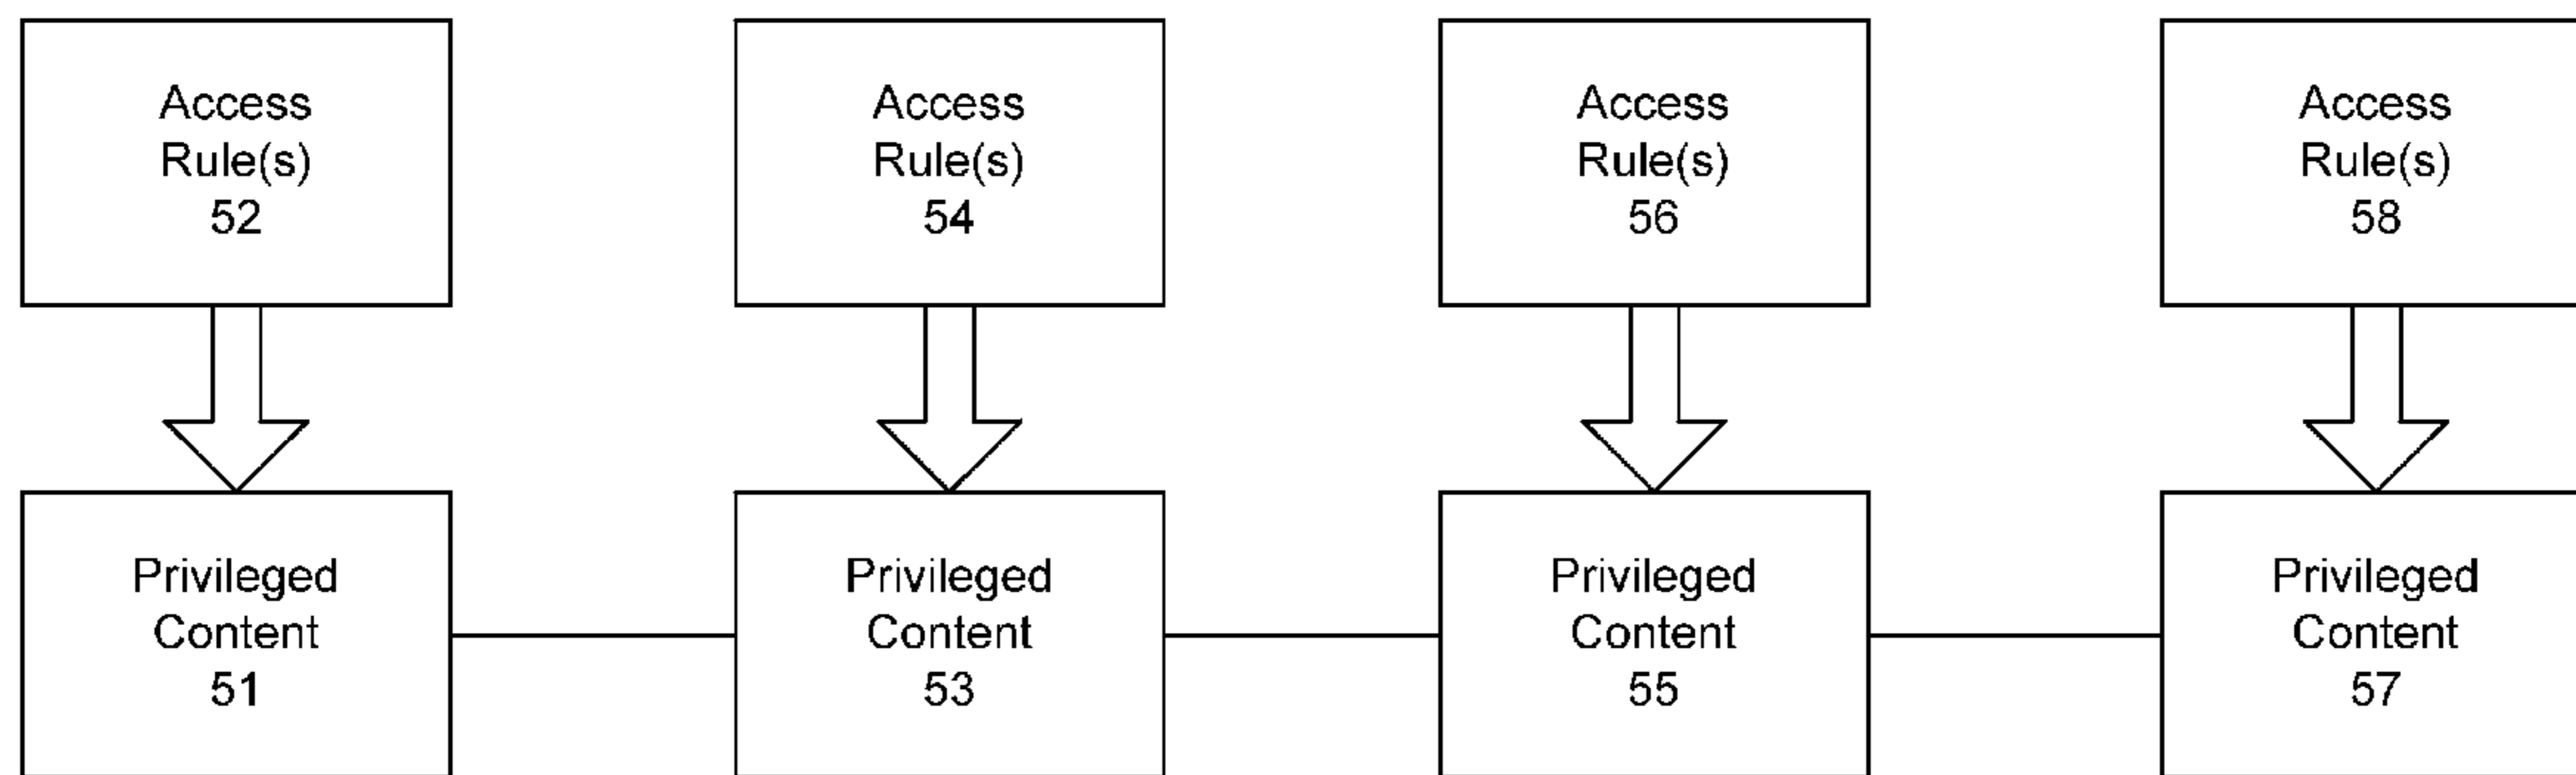 Access
Rule(s)
52
Access
Rule(s)
54
Access
Rule(s)
56
Access
Rule(s)
58
Privileged
Content
51
Privileged
Content
53
Privileged
Content
55
Privileged
Content
57